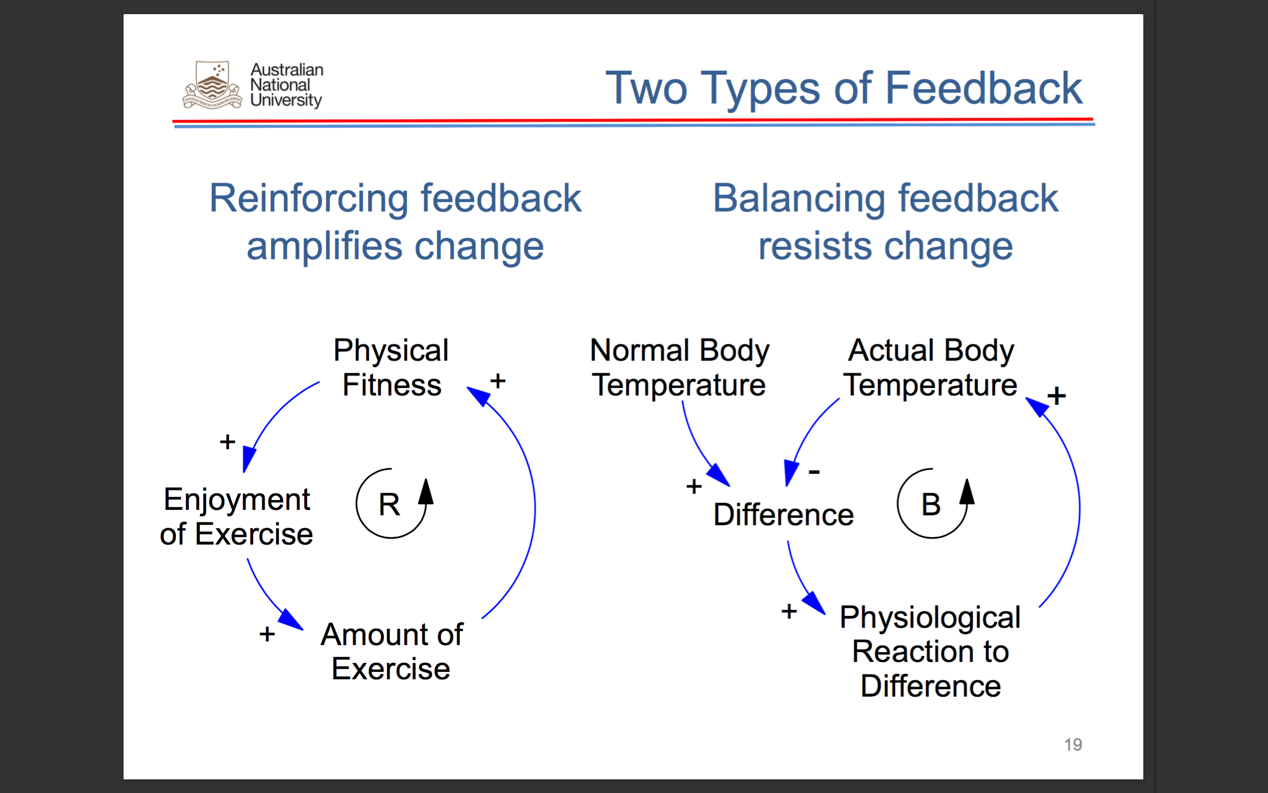 Australian
National
University
Two Types of Feedback
Reinforcing feedback
amplifies change
Balancing feedback
resists change
Physical
Fitness
+
+
Enjoyment
of Exercise
R
+
Amount of
Exercise
Normal Body
Temperature
Actual Body
Temperature
+
-
+
Difference
B
+
Physiological
Reaction to
Difference
19